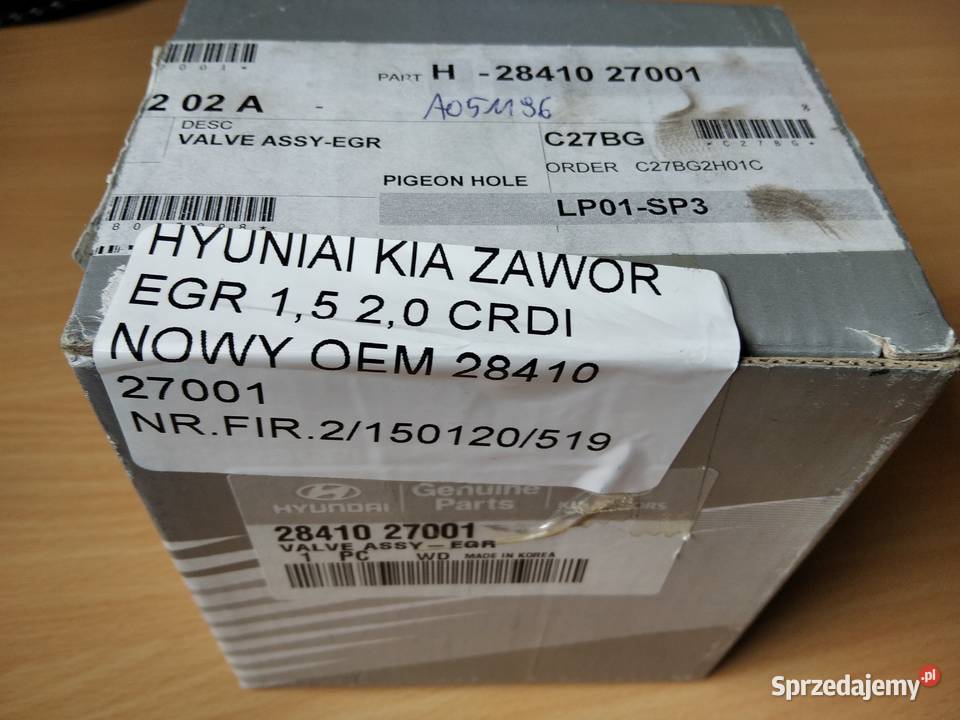 PART H - 28410 27001
2 02 A - A051196
DESC
VALVE ASSY-EGR
C27BG
*C27BG*
ORDER C27BG2H01C
PIGEON HOLE
LP01-SP3
HYUNIAI KIA ZAWOR
EGR 1,5 2,0 CRDI
NOWY OEM 28410
27001
NR.FIR.2/150120/519
HYUNDAI
Genuine
Parts
28410 27001
VALVE ASSY-EGR
1 PC WD MADE IN KOREA
Sprzedajemy.pl